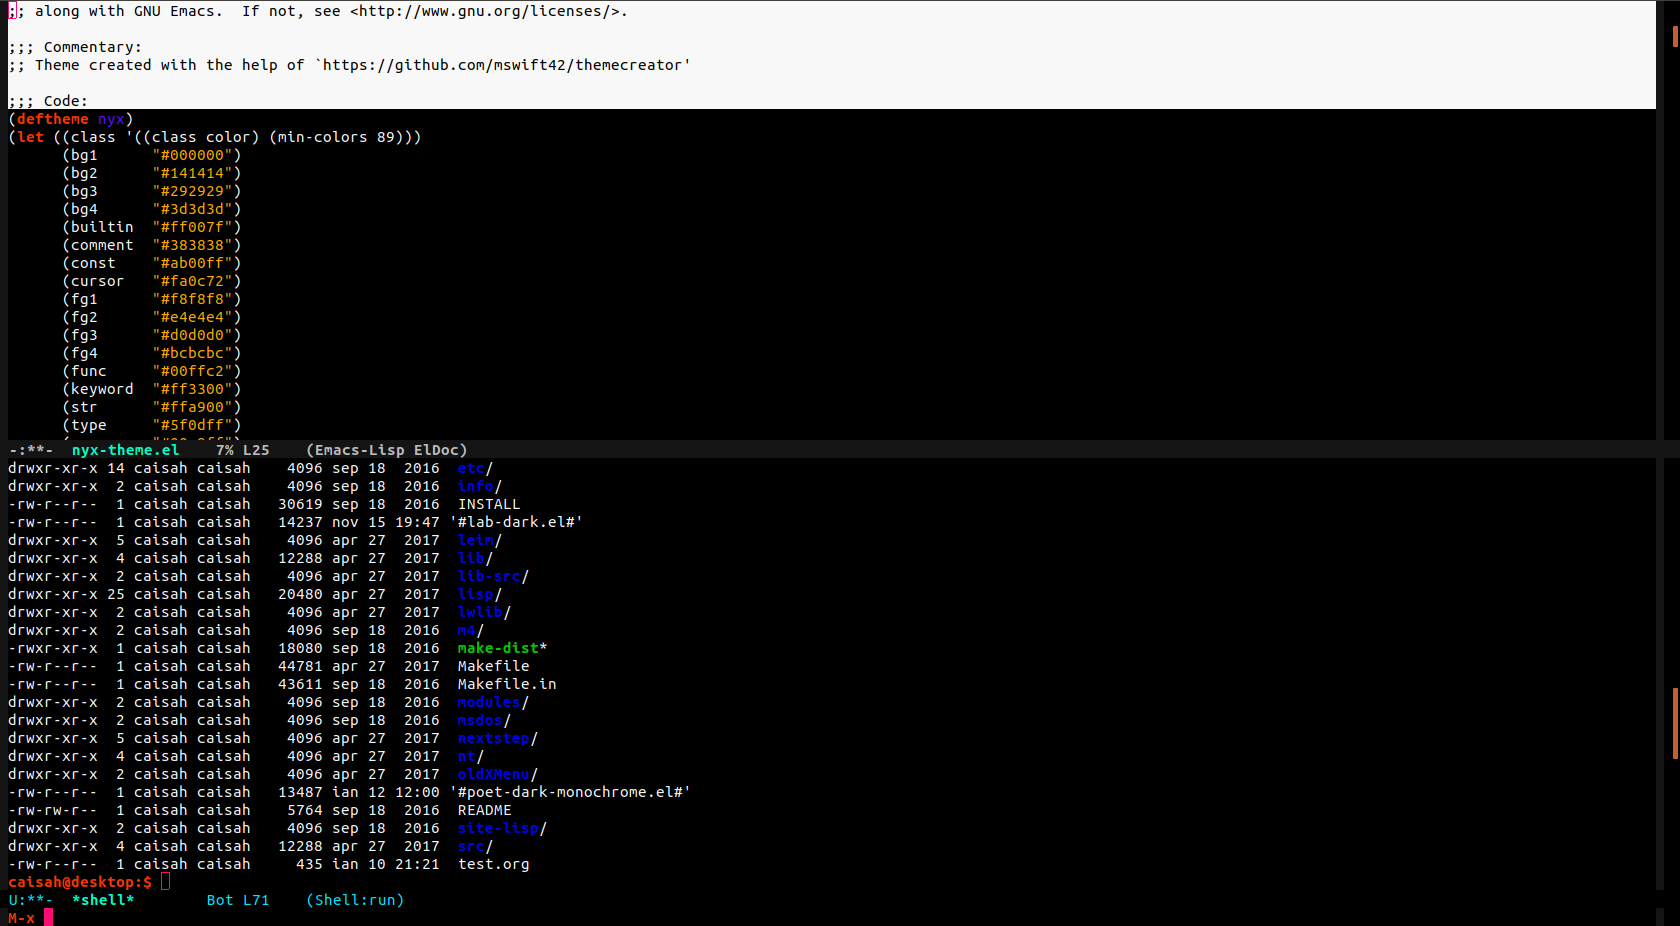 ;; along with GNU Emacs.  If not, see <http://www.gnu.org/licenses/>.
;;; Commentary:
;; Theme created with the help of `https://github.com/mswift42/themecreator'
;;; Code:
(deftheme nyx)
(let ((class '((class color) (min-colors 89)))
      (bg1      "#000000")
      (bg2      "#141414")
      (bg3      "#292929")
      (bg4      "#3d3d3d")
      (builtin  "#ff007f")
      (comment  "#383838")
      (const    "#ab00ff")
      (cursor   "#fa0c72")
      (fg1      "#f8f8f8")
      (fg2      "#e4e4e4")
      (fg3      "#d0d0d0")
      (fg4      "#bcbcbc")
      (func     "#00ffc2")
      (keyword  "#ff3300")
      (str      "#ffa900")
      (type     "#5f0dff")
-:**-  nyx-theme.el    7% L25    (Emacs-Lisp ElDoc)
drwxr-xr-x 14 caisah caisah    4096 sep 18  2016  etc/
drwxr-xr-x  2 caisah caisah    4096 sep 18  2016  info/
-rw-r--r--  1 caisah caisah   30619 sep 18  2016  INSTALL
-rw-r--r--  1 caisah caisah   14237 nov 15 19:47 '#lab-dark.el#'
drwxr-xr-x  5 caisah caisah    4096 apr 27  2017  leim/
drwxr-xr-x  4 caisah caisah   12288 apr 27  2017  lib/
drwxr-xr-x  2 caisah caisah    4096 apr 27  2017  lib-src/
drwxr-xr-x 25 caisah caisah   20480 apr 27  2017  lisp/
drwxr-xr-x  2 caisah caisah    4096 apr 27  2017  lwlib/
drwxr-xr-x  2 caisah caisah    4096 sep 18  2016  m4/
-rwxr-xr-x  1 caisah caisah   18080 sep 18  2016  make-dist*
-rw-r--r--  1 caisah caisah   44781 apr 27  2017  Makefile
-rw-r--r--  1 caisah caisah   43611 sep 18  2016  Makefile.in
drwxr-xr-x  2 caisah caisah    4096 sep 18  2016  modules/
drwxr-xr-x  2 caisah caisah    4096 sep 18  2016  msdos/
drwxr-xr-x  5 caisah caisah    4096 apr 27  2017  nextstep/
drwxr-xr-x  4 caisah caisah    4096 apr 27  2017  nt/
drwxr-xr-x  2 caisah caisah    4096 apr 27  2017  oldXMenu/
-rw-r--r--  1 caisah caisah   13487 ian 12 12:00 '#poet-dark-monochrome.el#'
-rw-rw-r--  1 caisah caisah    5764 sep 18  2016  README
drwxr-xr-x  2 caisah caisah    4096 sep 18  2016  site-lisp/
drwxr-xr-x  4 caisah caisah   12288 apr 27  2017  src/
-rw-r--r--  1 caisah caisah     435 ian 10 21:21  test.org
caisah@desktop:$
U:**-  *shell*        Bot L71    (Shell:run)
M-x